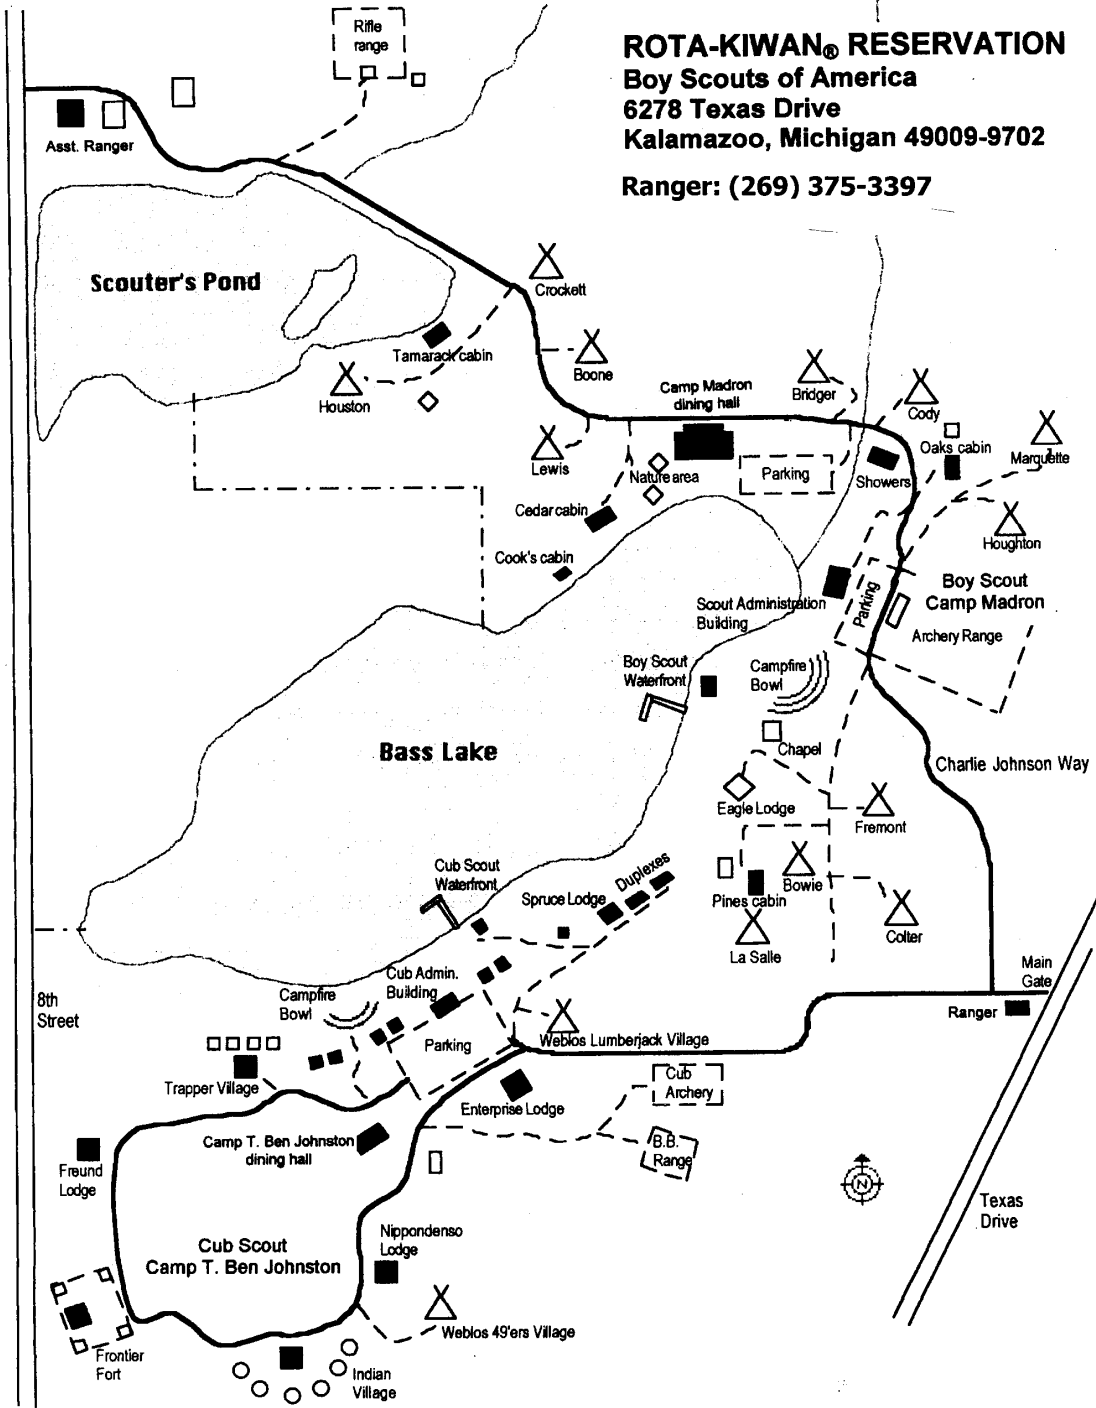 Rifle
range
ROTA-KIWAN® RESERVATION
Boy Scouts of America
6278 Texas Drive
Kalamazoo, Michigan 49009-9702
Ranger: (269) 375-3397
Asst. Ranger
Scouter's Pond
Crockett
Tamarack cabin
Houston
Boone
Camp Madron
dining hall
Bridger
Cody
Lewis
Nature area
Parking
Showers
Oaks cabin
Marquette
Cedar cabin
Houghton
Cook's cabin
Scout Administration
Building
Parking
Boy Scout
Camp Madron
Archery Range
Boy Scout
Waterfront
Campfire
Bowl
Chapel
Bass Lake
Charlie Johnson Way
Eagle Lodge
Fremont
Cub Scout
Waterfront
Duplexes
Spruce Lodge
Bowie
Pines cabin
Colter
La Salle
Main
Gate
Ranger
8th
Street
Campfire
Bowl
Cub Admin.
Building
Parking
Weblos Lumberjack Village
Trapper Village
Enterprise Lodge
Cub
Archery
Camp T. Ben Johnston
dining hall
B.B.
Range
Freund
Lodge
N
Texas
Drive
Nippondenso
Lodge
Cub Scout
Camp T. Ben Johnston
Weblos 49'ers Village
Frontier
Fort
Indian
Village